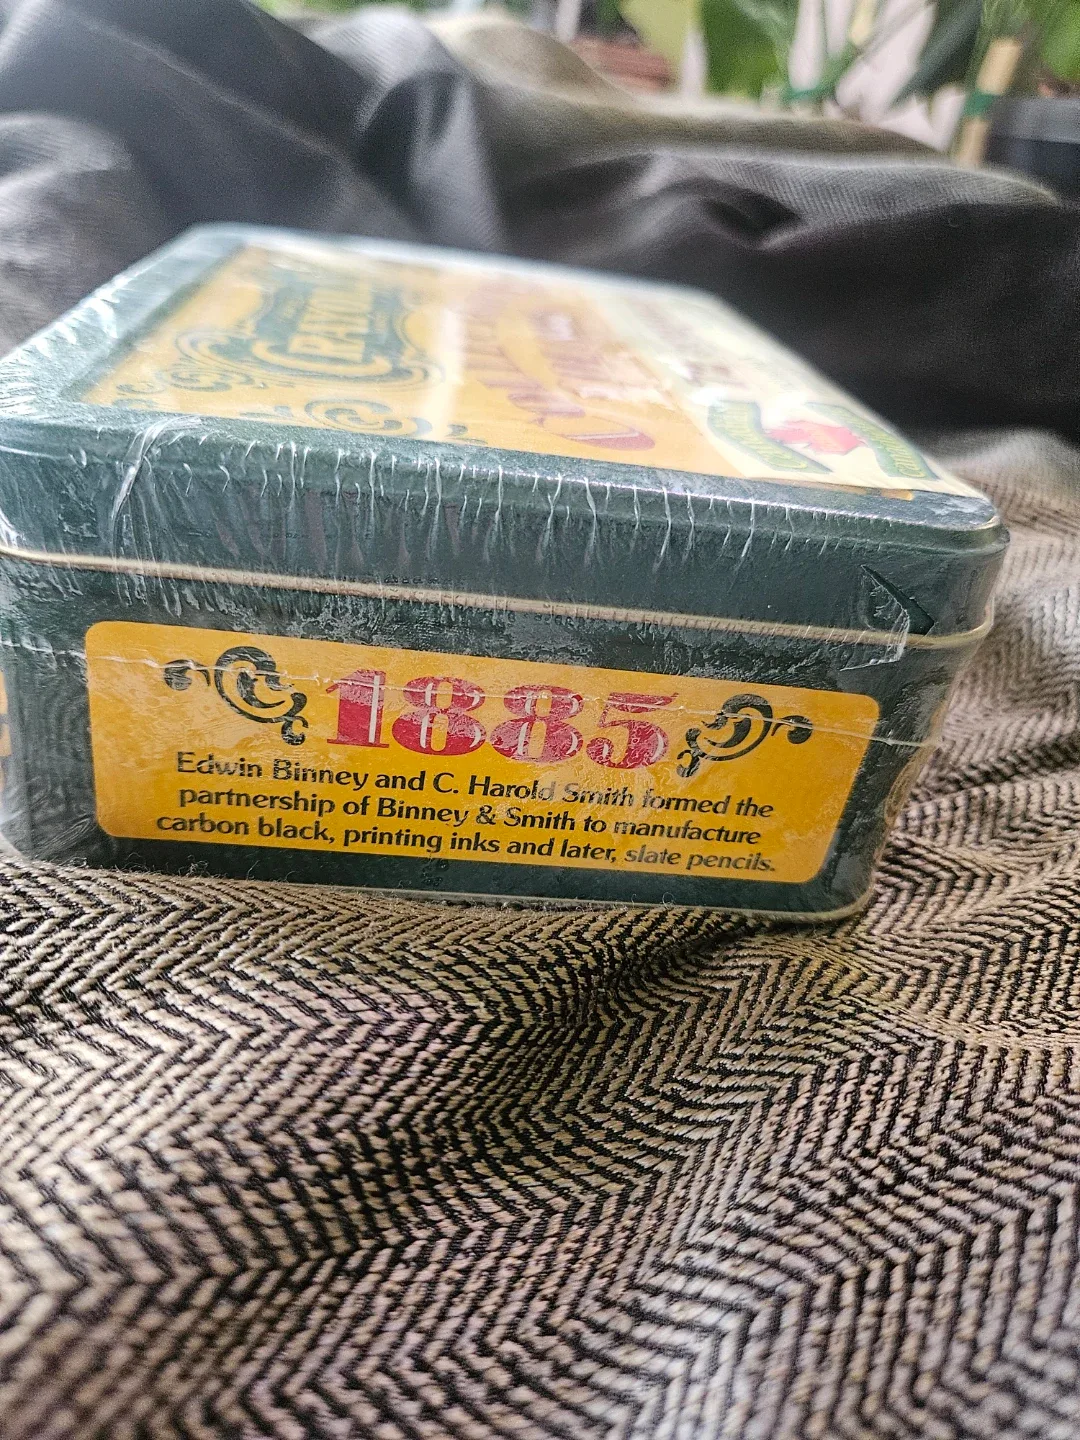 CRAYOLA
1885
Edwin Binney and C. Harold Smith formed the
partnership of Binney & Smith to manufacture
carbon black, printing inks and later, slate pencils.